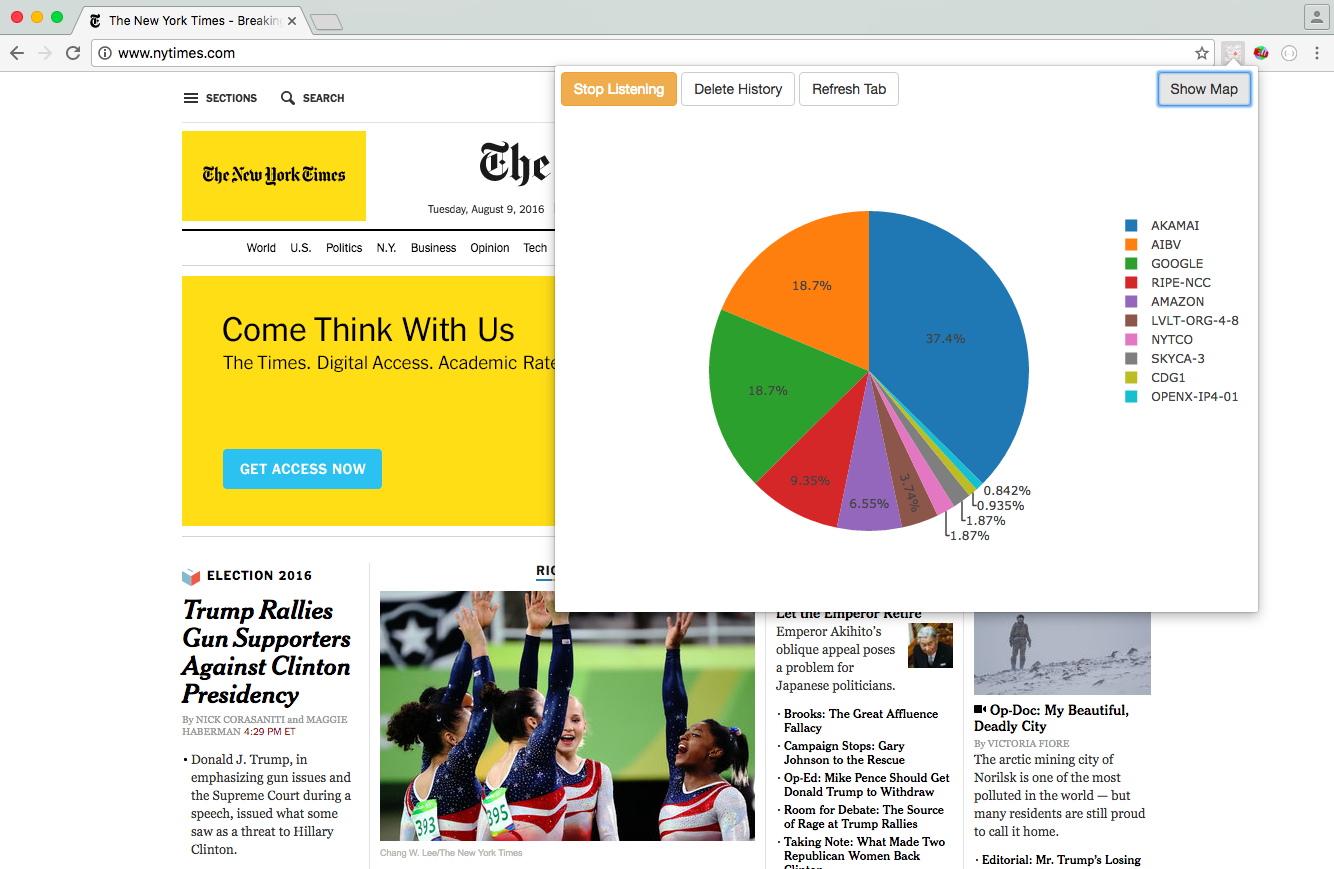 The New York Times - Breaking
www.nytimes.com
SECTIONS
SEARCH
Stop Listening
Delete History
Refresh Tab
Show Map
The New York Times
The
Tuesday, August 9, 2016
World U.S. Politics N.Y. Business Opinion Tech
Come Think With Us
The Times. Digital Access. Academic Rate
GET ACCESS NOW
37.4%
18.7%
18.7%
9.35%
6.55%
3.74%
0.842%
0.935%
1.87%
1.87%
AKAMAI
AIBV
GOOGLE
RIPE-NCC
AMAZON
LVLT-ORG-4-8
NYTCO
SKYCA-3
CDG1
OPENX-IP4-01
ELECTION 2016
Trump Rallies
Gun Supporters
Against Clinton
Presidency
By NICK CORASANITI and MAGGIE
HABERMAN 4:29 PM ET
• Donald J. Trump, in
emphasizing gun issues and
the Supreme Court during a
speech, issued what some
saw as a threat to Hillary
Clinton.
RIO
393
395
Chang W. Lee/The New York Times
Let the Emperor Retire
Emperor Akihito's
oblique appeal poses
a problem for
Japanese politicians.
· Brooks: The Great Affluence
Fallacy
· Campaign Stops: Gary
Johnson to the Rescue
· Op-Ed: Mike Pence Should Get
Donald Trump to Withdraw
· Room for Debate: The Source
of Rage at Trump Rallies
· Taking Note: What Made Two
Republican Women Back
Clinton
Op-Doc: My Beautiful,
Deadly City
By VICTORIA FIORE
The arctic mining city of
Norilsk is one of the most
polluted in the world — but
many residents are still proud
to call it home.
· Editorial: Mr. Trump's Losing